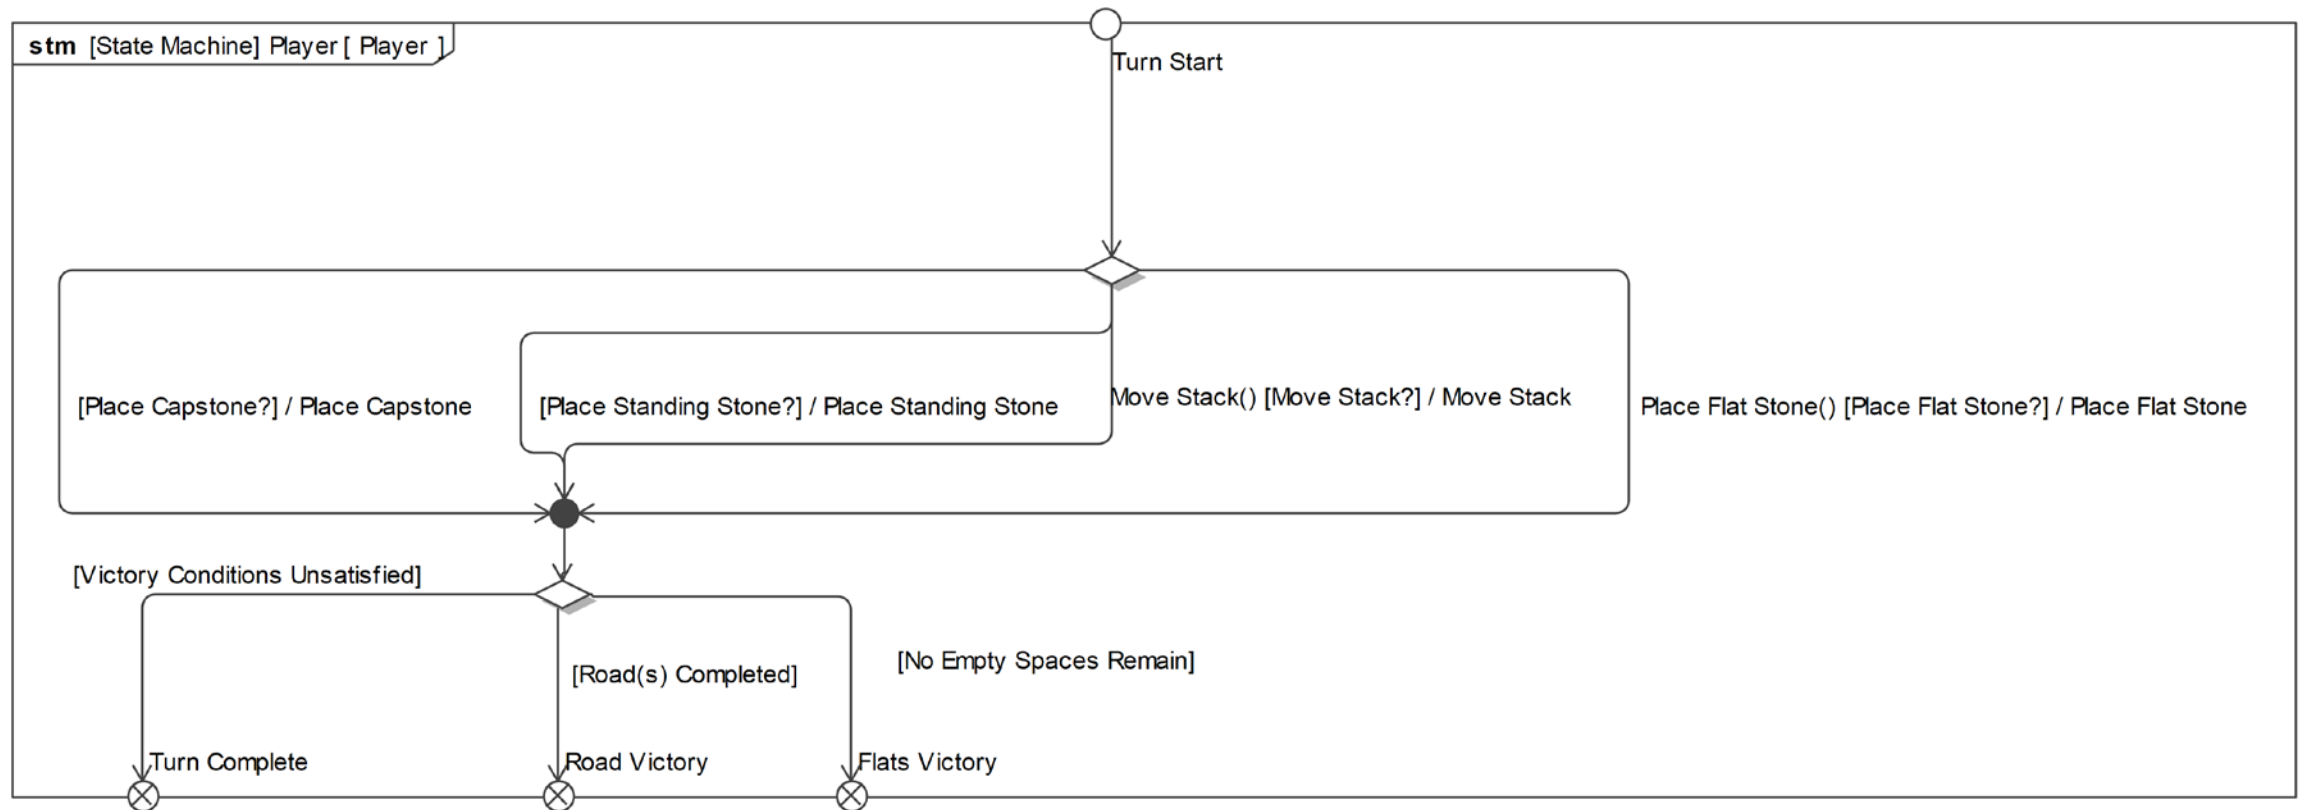 stm [State Machine] Player [ Player ]
Turn Start
[Place Capstone?] / Place Capstone
[Place Standing Stone?] / Place Standing Stone
Move Stack() [Move Stack?] / Move Stack
Place Flat Stone() [Place Flat Stone?] / Place Flat Stone
[Victory Conditions Unsatisfied]
[Road(s) Completed]
[No Empty Spaces Remain]
Turn Complete
Road Victory
Flats Victory